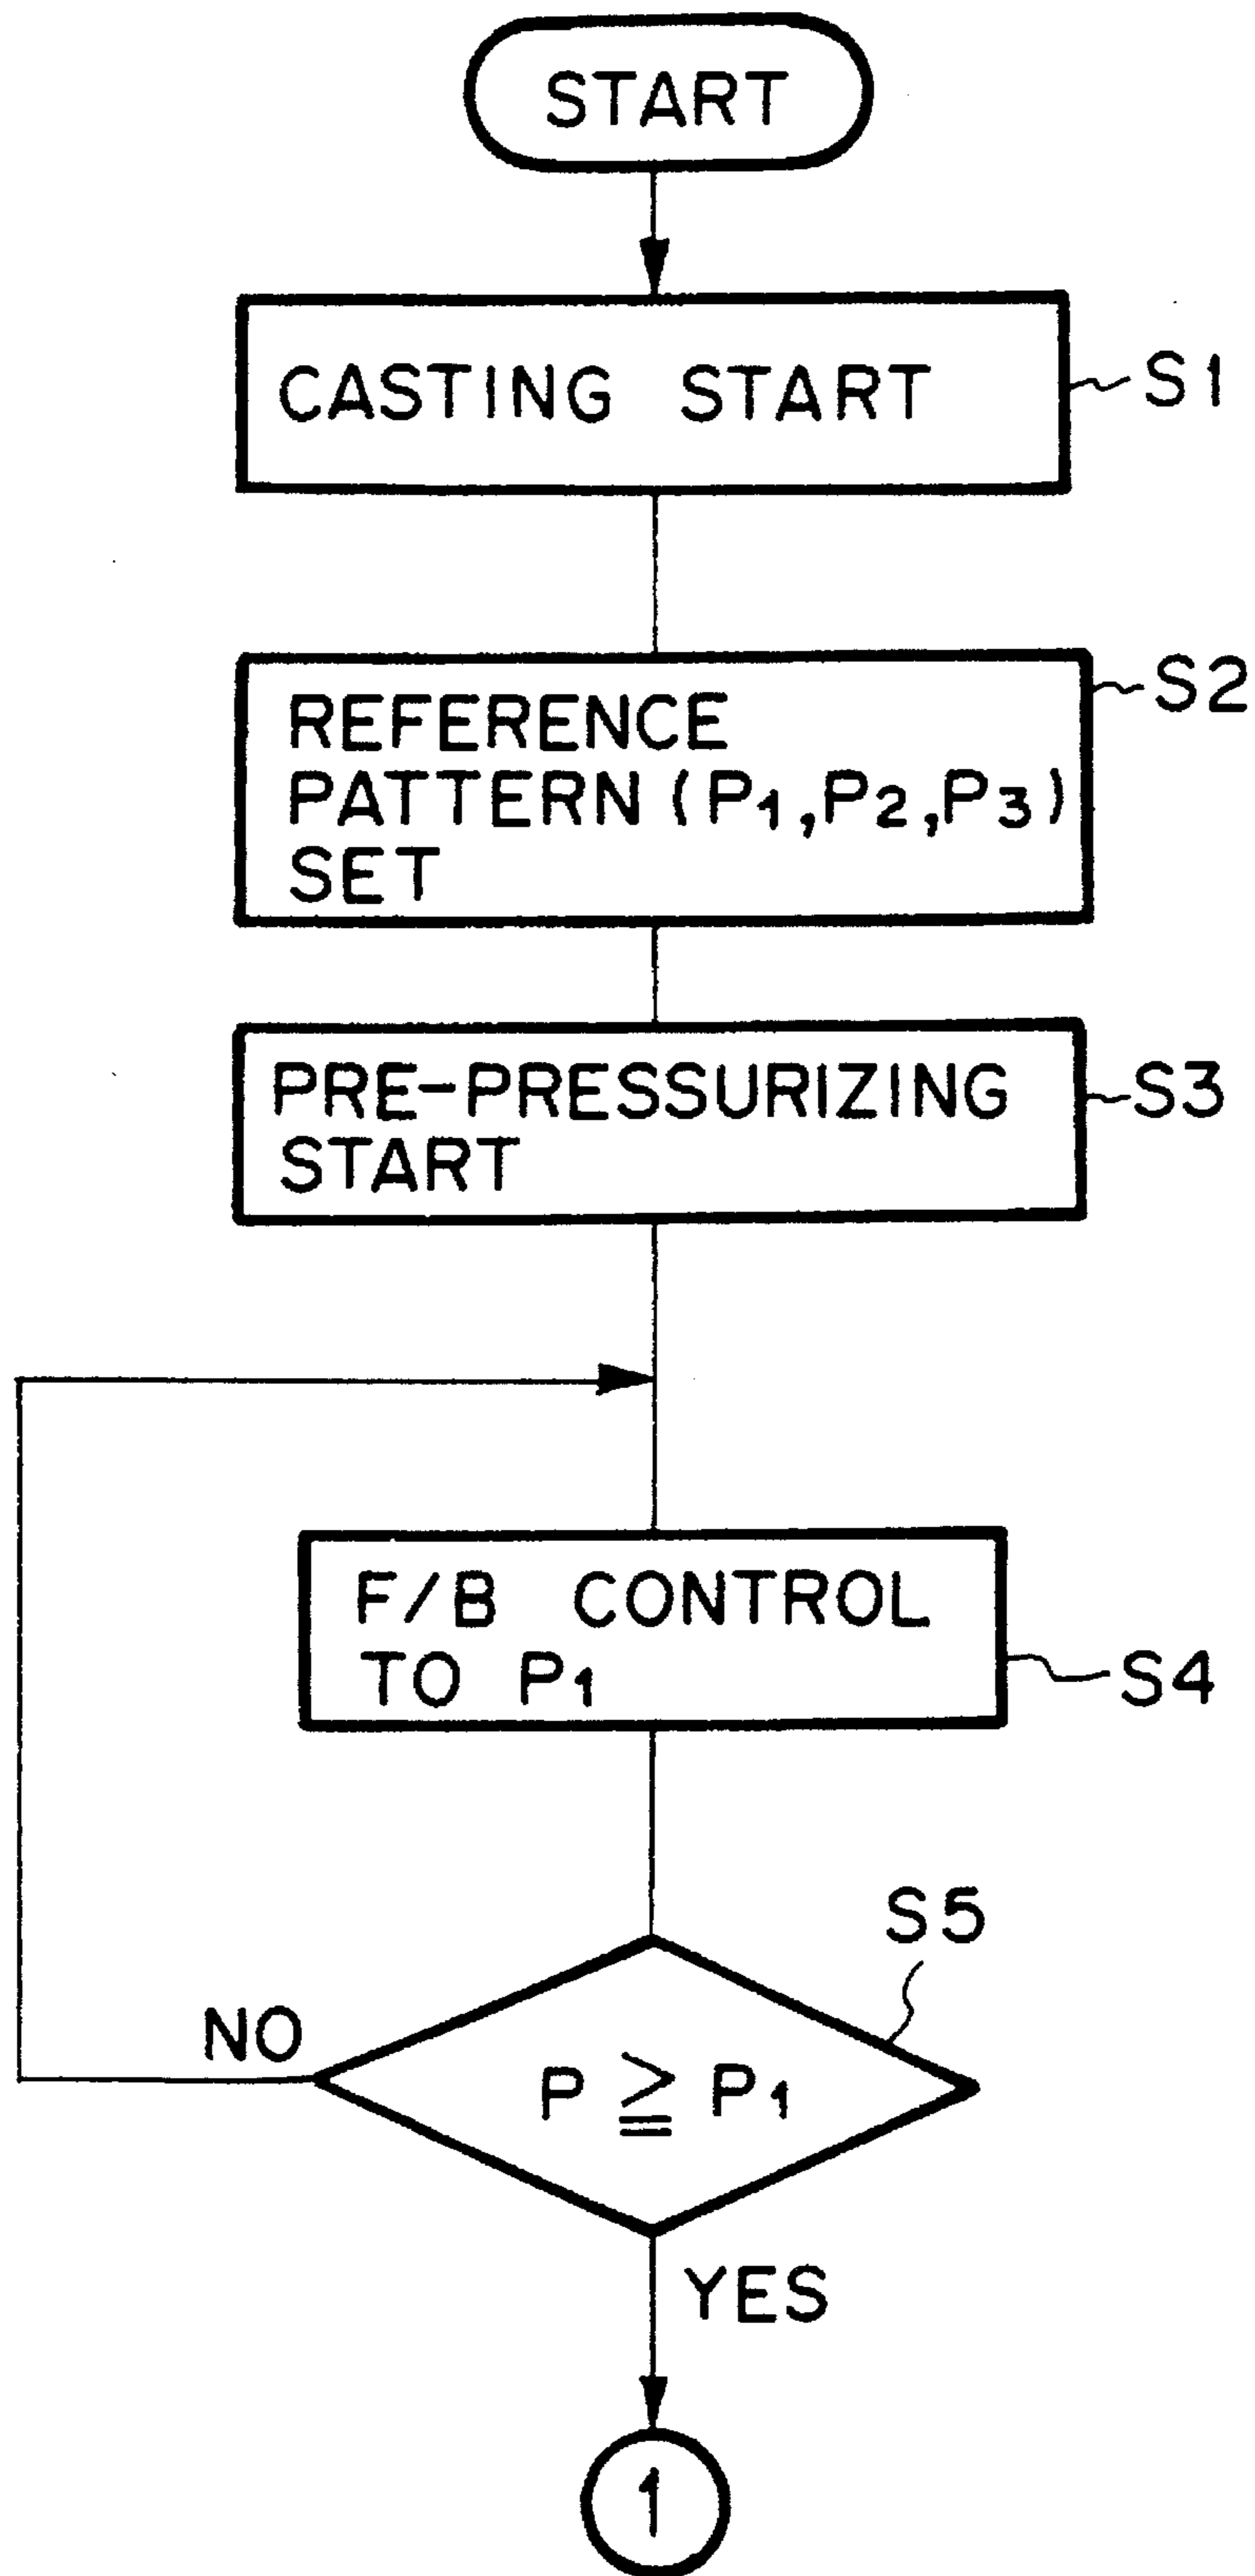 START
CASTING START
S1
REFERENCE
PATTERN (P1,P2,P3)
SET
S2
PRE-PRESSURIZING
START
S3
F/B CONTROL
TO P1
S4
S5
P ≧ P1
NO
YES
1